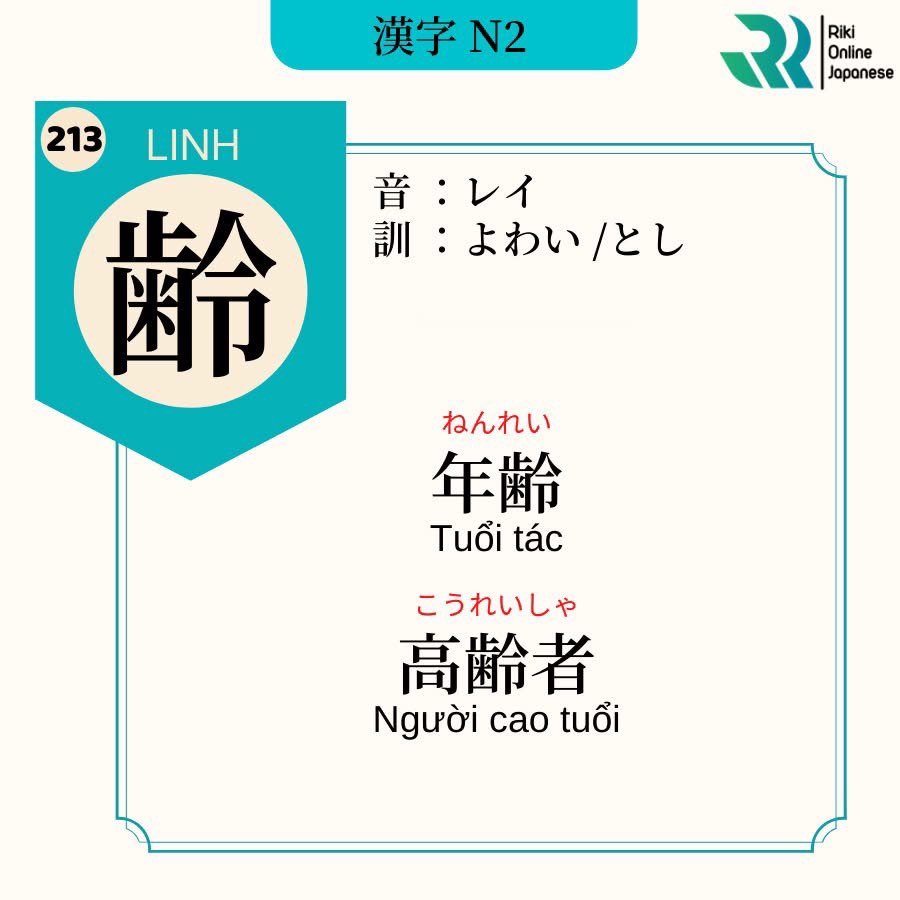 漢字 N2
Riki
Online
Japanese
213
LINH
齢
音 ：レイ
訓 ：よわい /とし
ねんれい
年齢
Tuổi tác
こうれいしゃ
高齢者
Người cao tuổi